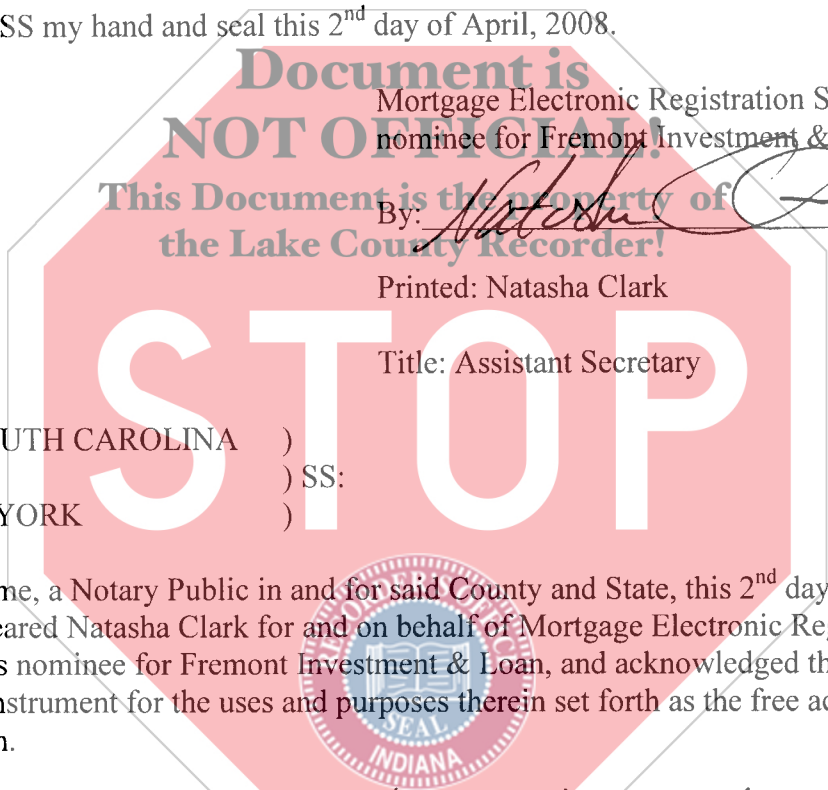 SS my hand and seal this 2nd day of April, 2008.
Document is
Mortgage Electronic Registration S
NOT OFFICIAL!
nominee for Fremont Investment &
This Document is the property of
By: Natasha C
the Lake County Recorder!
Printed: Natasha Clark
STOP
Title: Assistant Secretary
UTH CAROLINA )
) SS:
YORK )
me, a Notary Public in and for said County and State, this 2nd day
eared Natasha Clark for and on behalf of Mortgage Electronic Re
s nominee for Fremont Investment & Loan, and acknowledged th
nstrument for the uses and purposes therein set forth as the free ac
n.
RECORDER'S OFFICE
SEAL
INDIANA